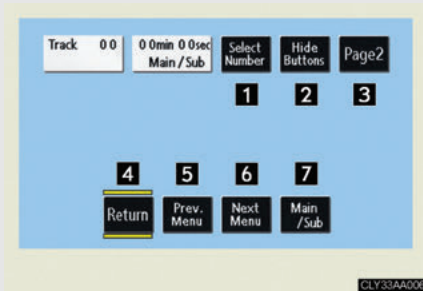 Track 0 0
0 0min 0 0sec
Main / Sub
Select
Number
Hide
Buttons
Page2
1
2
3
4
5
6
7
Return
Prev.
Menu
Next
Menu
Main
/Sub
CLY33AA006